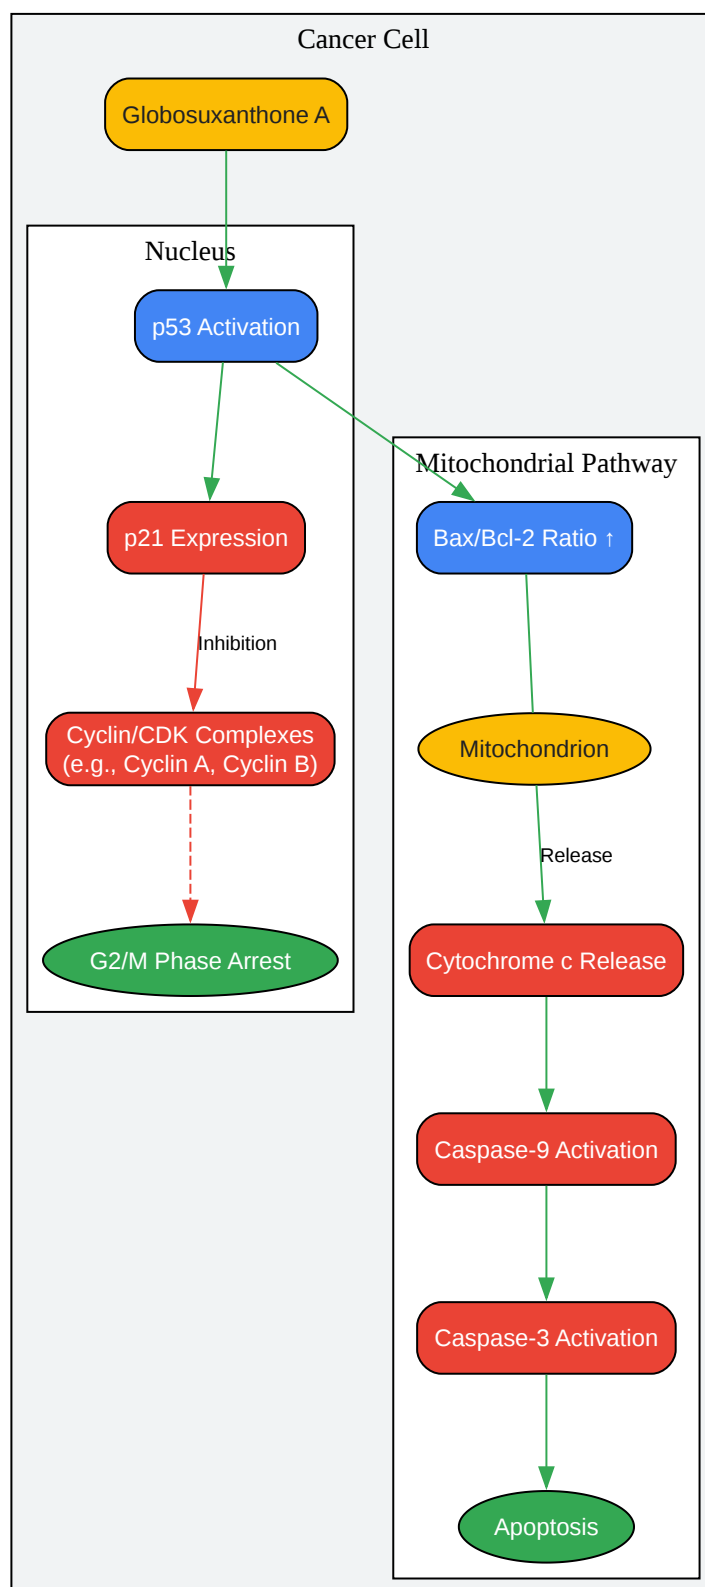 Cancer Cell
Globosuxanthone A
Nucleus
p53 Activation
Mitochondrial Pathway
p21 Expression
Bax/Bcl-2 Ratio ↑
Inhibition
Cyclin/CDK Complexes
(e.g., Cyclin A, Cyclin B)
Mitochondrion
Release
G2/M Phase Arrest
Cytochrome c Release
Caspase-9 Activation
Caspase-3 Activation
Apoptosis